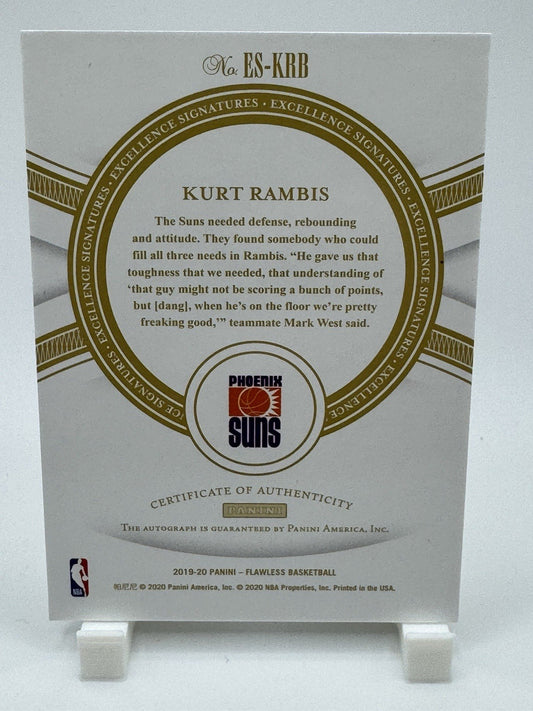 No. ES-KRB
EXCELLENCE SIGNATURES · EXCELLENCE SIGNATURES · EXCELLENCE SIGNATURES · EXCELLENCE
CE SIGNATURES
KURT RAMBIS
The Suns needed defense, rebounding
and attitude. They found somebody who could
fill all three needs in Rambis. “He gave us that
toughness that we needed, that understanding of
‘that guy might not be scoring a bunch of points,
but [dang], when he’s on the floor we’re pretty
freaking good,’” teammate Mark West said.
PHOENIX
SUNS
CERTIFICATE OF AUTHENTICITY
PANINI
THE AUTOGRAPH IS GUARANTEED BY PANINI AMERICA, INC.
2019-20 PANINI – FLAWLESS BASKETBALL
NBA
帕尼尼 © 2020 Panini America, Inc. © 2020 NBA Properties, Inc. Printed in the USA.